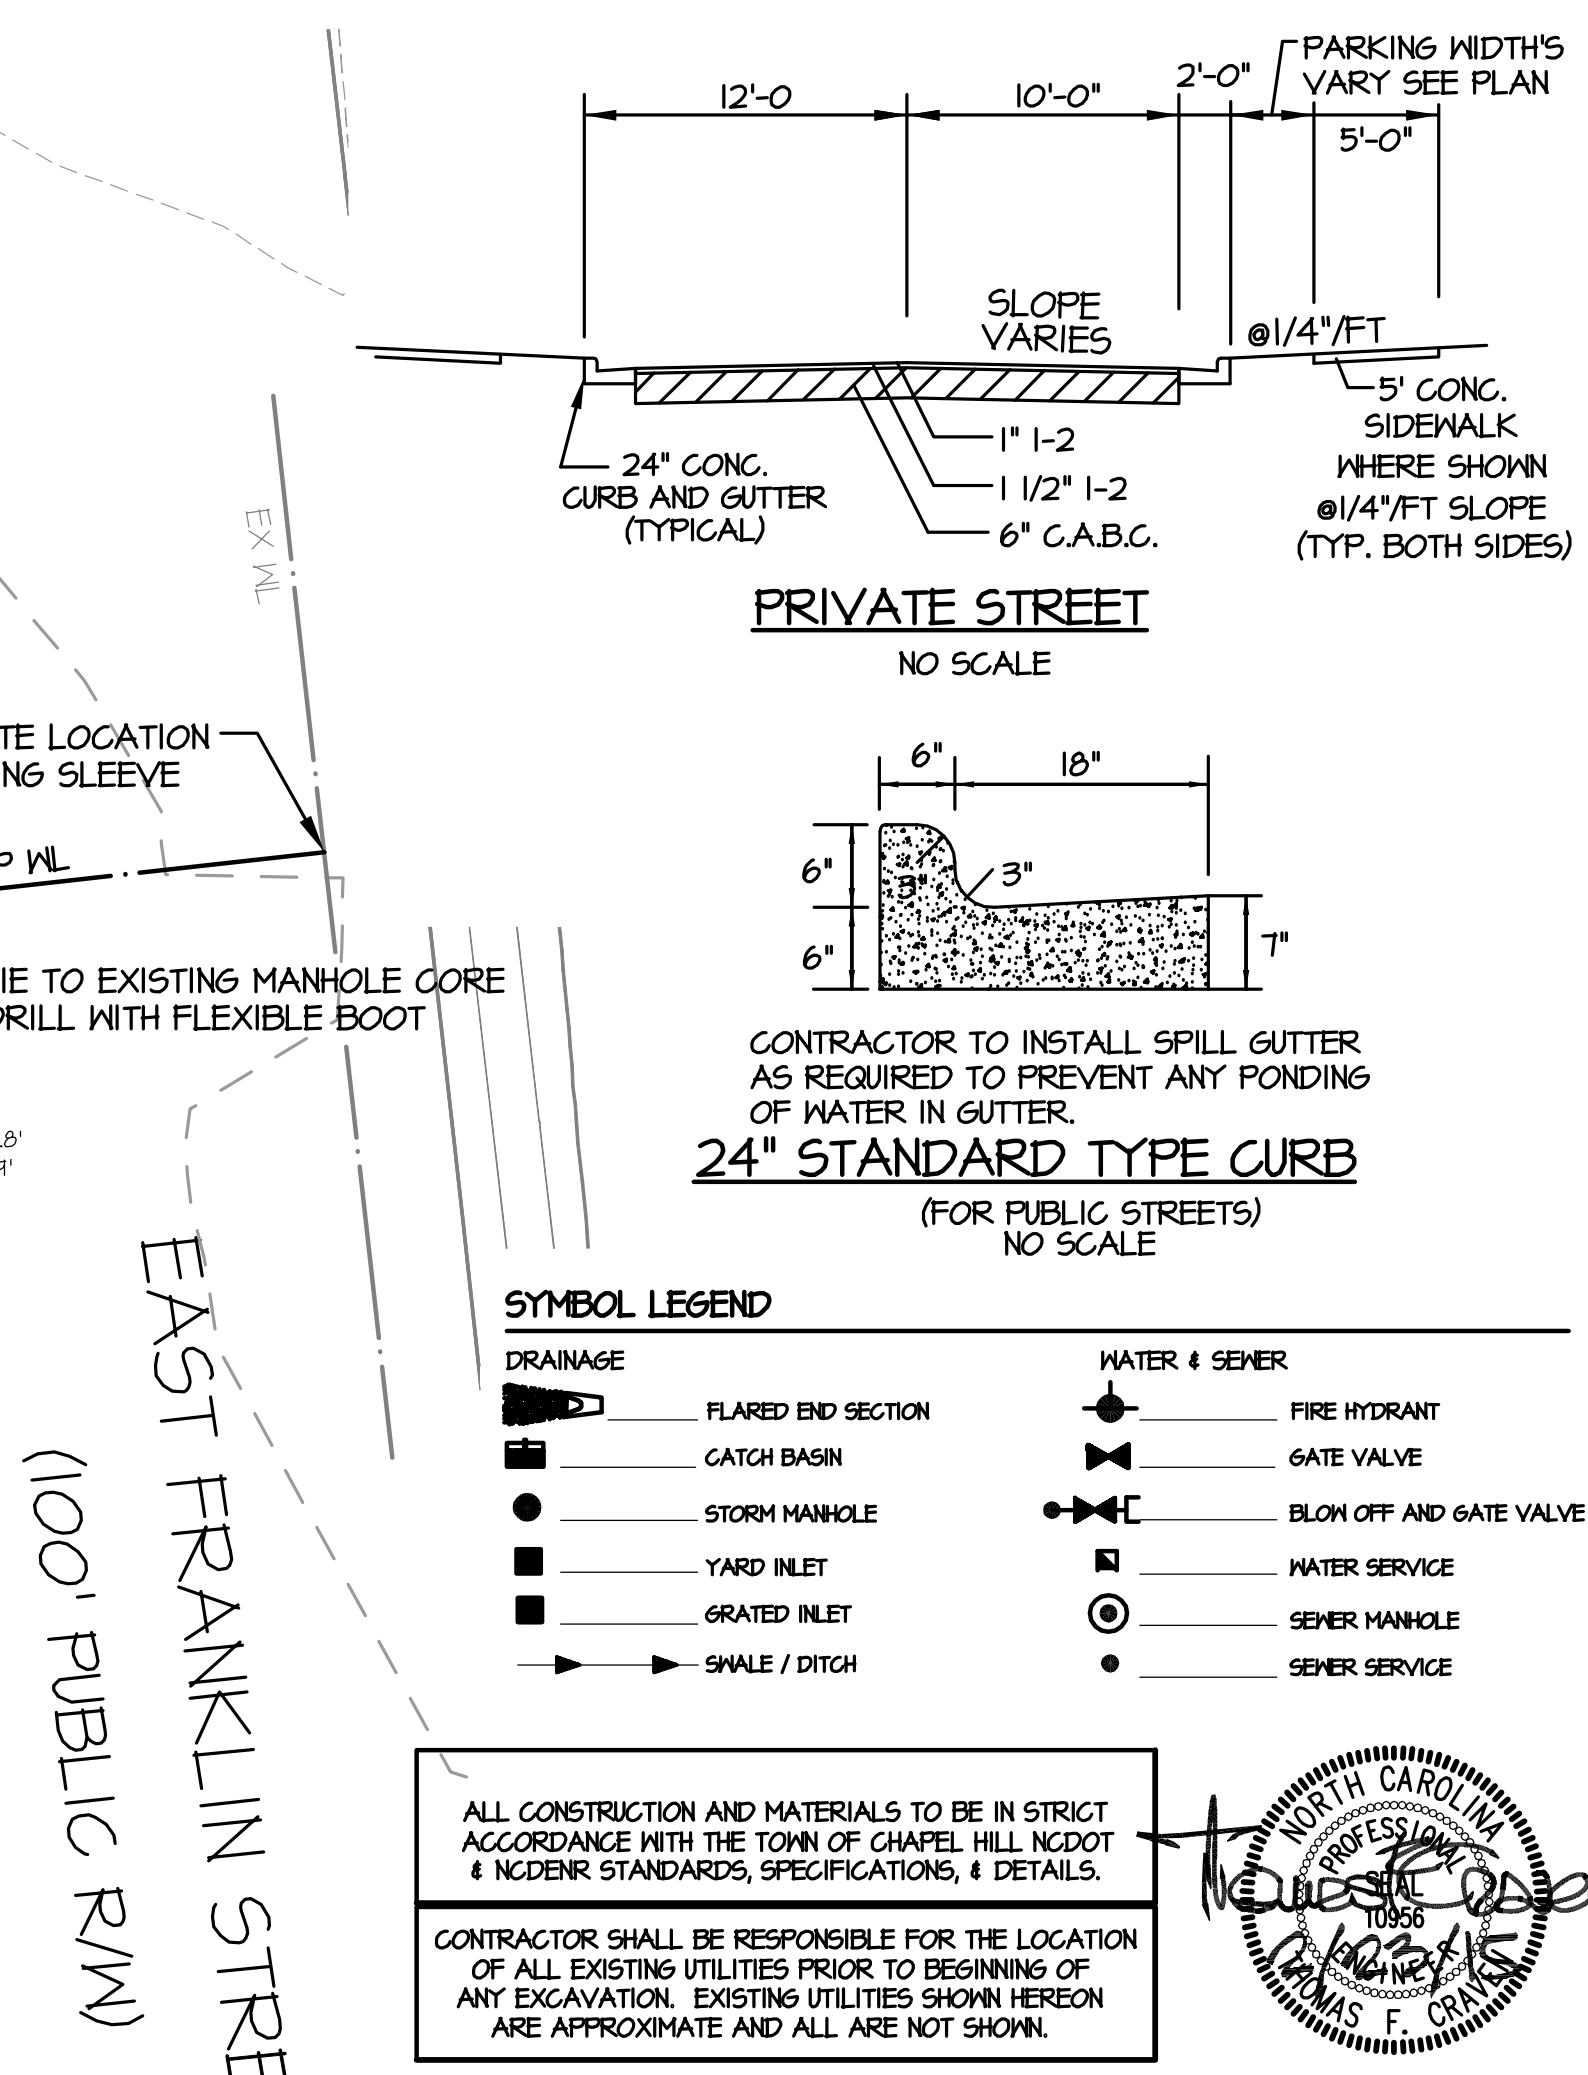 PARKING WIDTH'S
VARY SEE PLAN
12'-0
10'-0"
2'-0"
5'-0"
SLOPE
VARIES
@1/4"/FT
24" CONC.
CURB AND GUTTER
(TYPICAL)
1" I-2
1 1/2" I-2
6" C.A.B.C.
5' CONC.
SIDEWALK
WHERE SHOWN
@1/4"/FT SLOPE
(TYP. BOTH SIDES)
PRIVATE STREET
NO SCALE
EX WL
TE LOCATION
NG SLEEVE
P WL
IE TO EXISTING MANHOLE CORE
DRILL WITH FLEXIBLE BOOT
.8'
9'
6"
18"
6"
3"
3"
6"
7"
CONTRACTOR TO INSTALL SPILL GUTTER
AS REQUIRED TO PREVENT ANY PONDING
OF WATER IN GUTTER.
24" STANDARD TYPE CURB
(FOR PUBLIC STREETS)
NO SCALE
EAST FRANKLIN STRE
(100' PUBLIC R/W)
SYMBOL LEGEND
DRAINAGE
FLARED END SECTION
CATCH BASIN
STORM MANHOLE
YARD INLET
GRATED INLET
SWALE / DITCH
WATER & SEWER
FIRE HYDRANT
GATE VALVE
BLOW OFF AND GATE VALVE
WATER SERVICE
SEWER MANHOLE
SEWER SERVICE
ALL CONSTRUCTION AND MATERIALS TO BE IN STRICT
ACCORDANCE WITH THE TOWN OF CHAPEL HILL NCDOT
& NCDENR STANDARDS, SPECIFICATIONS, & DETAILS.
CONTRACTOR SHALL BE RESPONSIBLE FOR THE LOCATION
OF ALL EXISTING UTILITIES PRIOR TO BEGINNING OF
ANY EXCAVATION. EXISTING UTILITIES SHOWN HEREON
ARE APPROXIMATE AND ALL ARE NOT SHOWN.
NORTH CAROLINA
PROFESSIONAL
SEAL
10956
ENGINEER
THOMAS F. CRAVEN